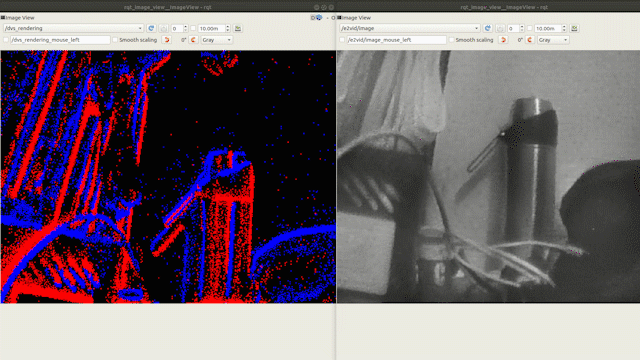 rqt_image_view__ImageView - rqt
Image View
/dvs_rendering
0
10.00m
/dvs_rendering_mouse_left
Smooth scaling
0°
Gray
rqt_image_view__ImageView - rqt
Image View
/e2vid/image
0
10.00m
/e2vid/image_mouse_left
Smooth scaling
0°
Gray